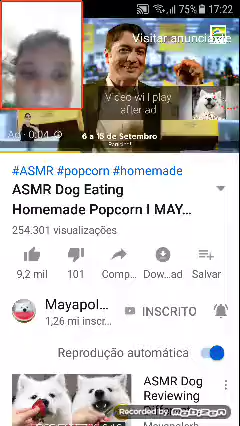 75% 17:22
Visitar anunciante
Video will play
after ad
Ad · 0:04
6 a 15 de Setembro
#ASMR #popcorn #homemade
ASMR Dog Eating
Homemade Popcorn I MAY...
254.301 visualizações
9,2 mil
101
Comp...
Dow...ad
Salvar
Mayapol...
1,26 mi inscr...
INSCRITO
Reprodução automática
ASMR Dog
Reviewing
Recorded by